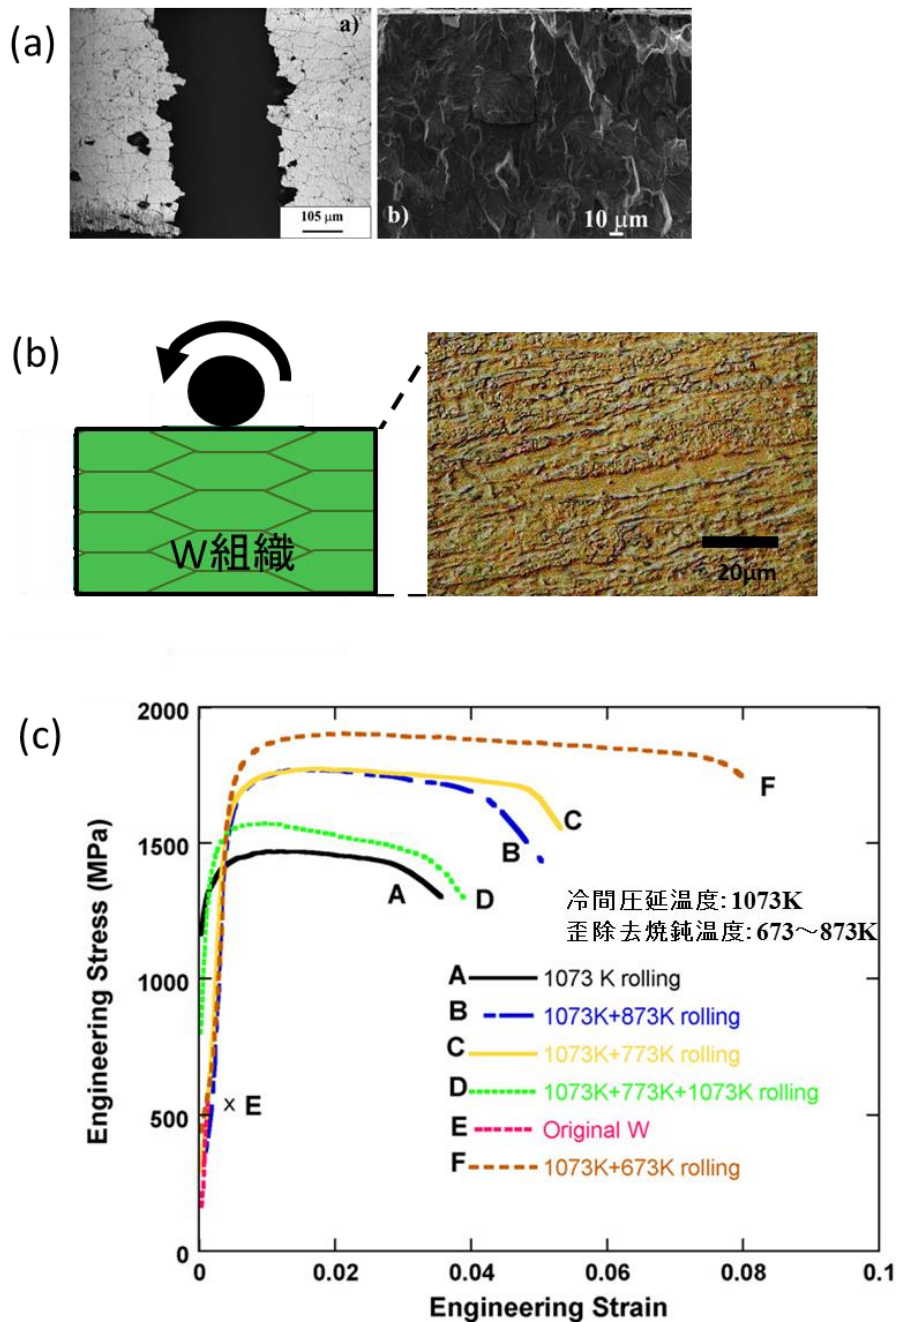 (a)
a)
105 μm
b)
10 μm
(b)
W組織
20μm
(c)
2000
1500
1000
500
0
Engineering Stress (MPa)
F
C
B
A
D
E
冷間圧延温度:1073K
歪除去焼鈍温度:673～873K
A 1073 K rolling
B 1073K+873K rolling
C 1073K+773K rolling
D 1073K+773K+1073K rolling
E Original W
F 1073K+673K rolling
0 0.02 0.04 0.06 0.08 0.1
Engineering Strain